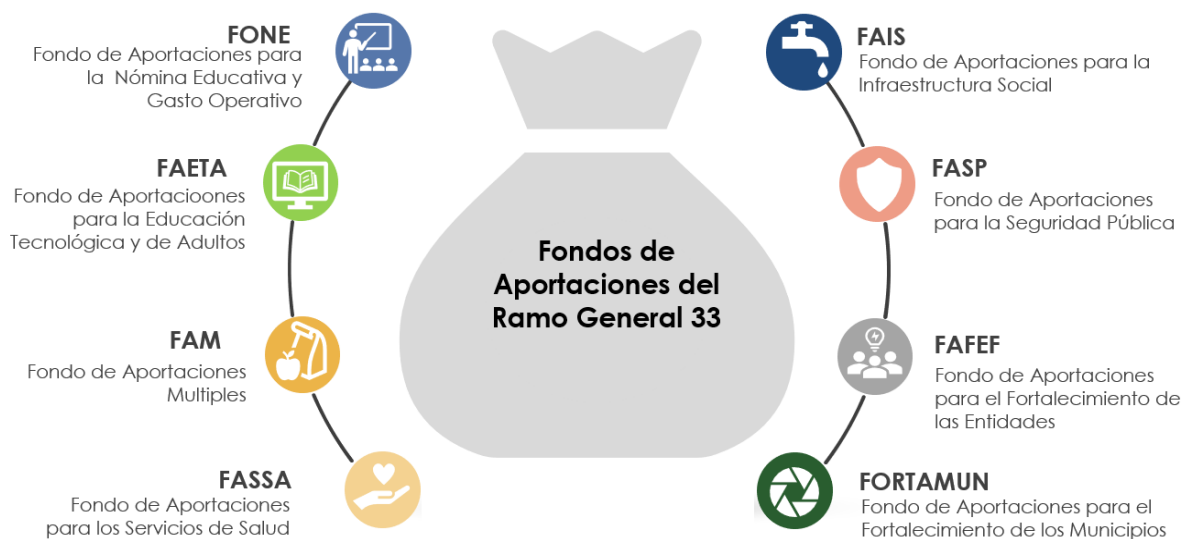 FONE
Fondo de Aportaciones para
la Nómina Educativa y
Gasto Operativo
FAETA
Fondo de Aportacioones
para la Educación
Tecnológica y de Adultos
FAM
Fondo de Aportaciones
Multiples
FASSA
Fondo de Aportaciones
para los Servicios de Salud
Fondos de
Aportaciones del
Ramo General 33
FAIS
Fondo de Aportaciones para la
Infraestructura Social
FASP
Fondo de Aportaciones
para la Seguridad Pública
FAFEF
Fondo de Aportaciones
para el Fortalecimiento de
las Entidades
FORTAMUN
Fondo de Aportaciones para el
Fortalecimiento de los Municipios